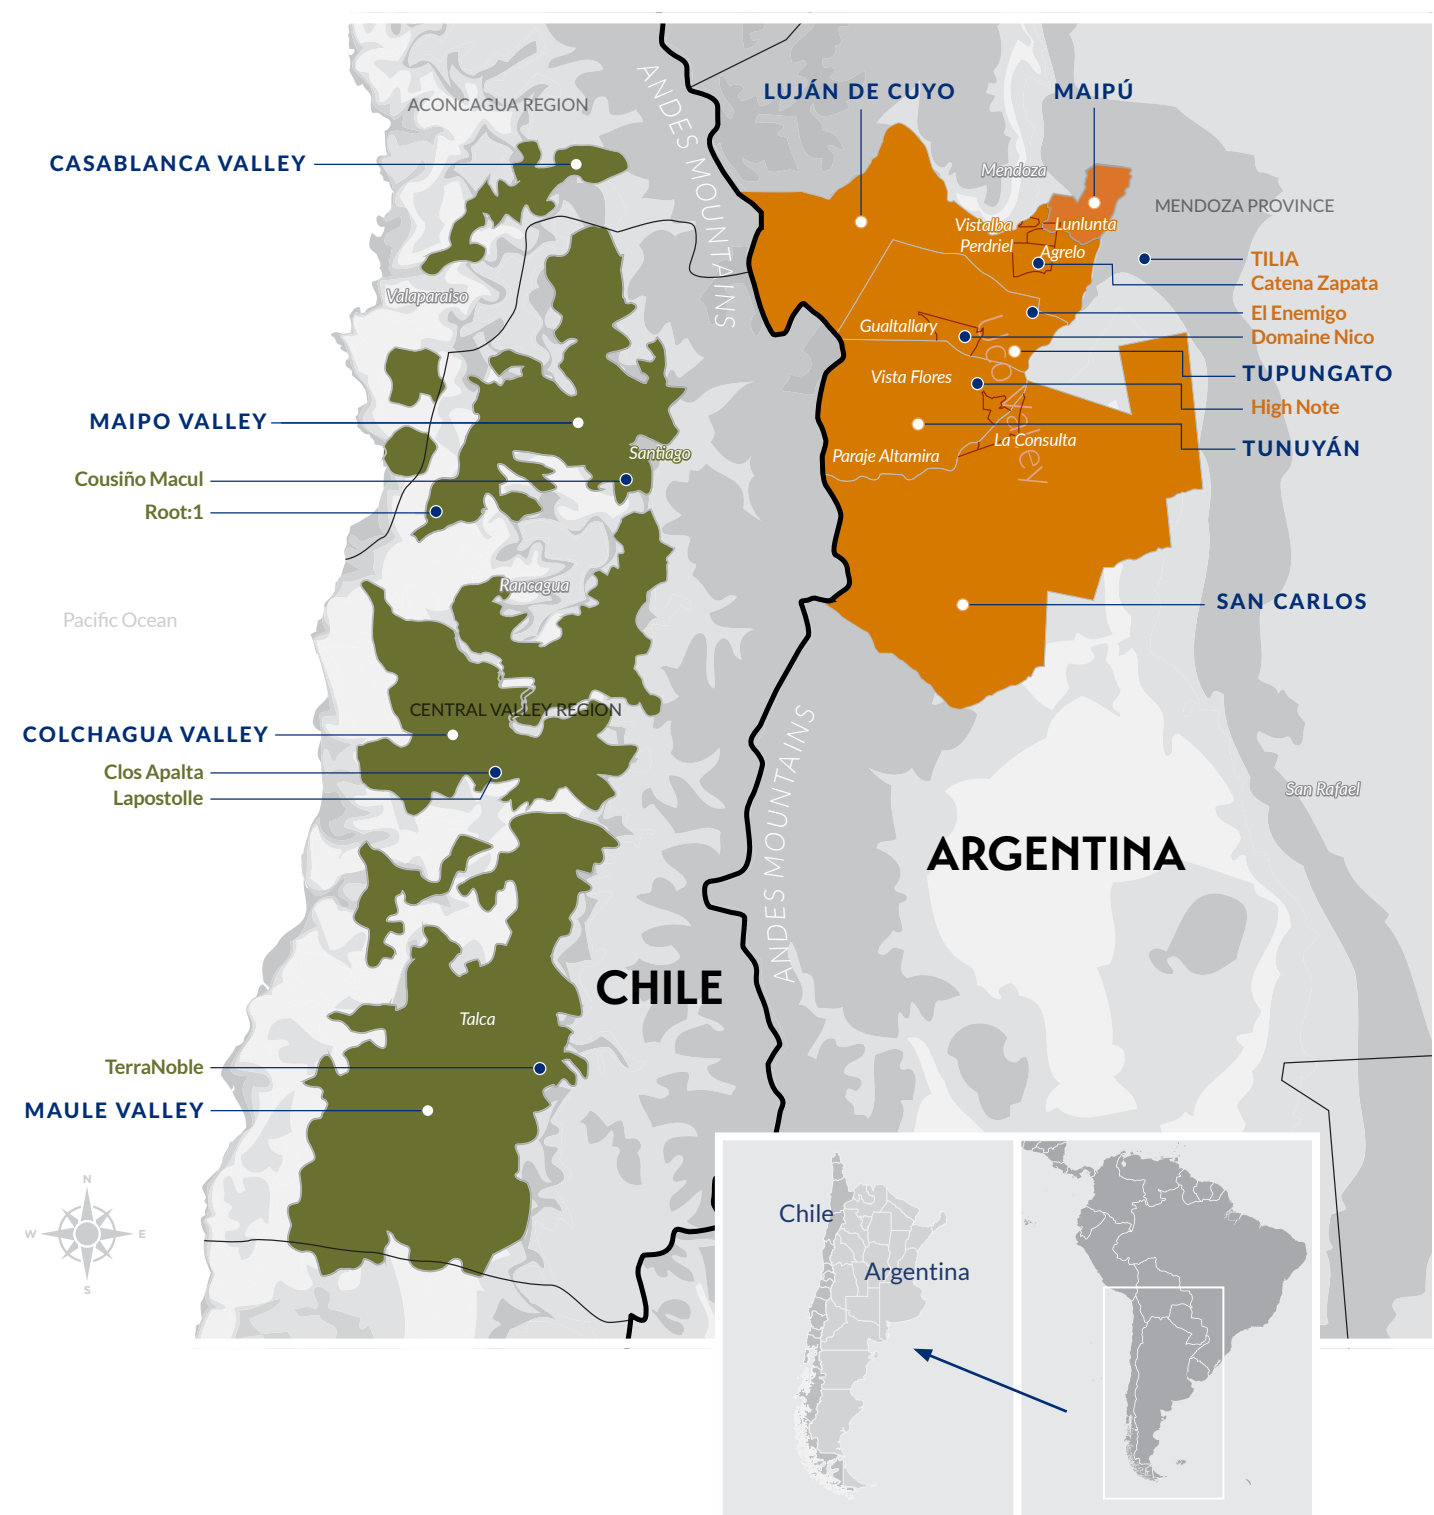 ACONCAGUA REGION
ANDES MOUNTAINS
LUJÁN DE CUYO
MAIPÚ
CASABLANCA VALLEY
Mendoza
MENDOZA PROVINCE
Vistalba
Lunlunta
Perdriel
Agrelo
TILIA
Catena Zapata
Valaparaiso
El Enemigo
Gualtallary
Domaine Nico
Uco Valley
TUPUNGATO
Vista Flores
High Note
MAIPO VALLEY
La Consulta
TUNUYÁN
Santiago
Paraje Altamira
Cousiño Macul
Root:1
Rancagua
SAN CARLOS
Pacific Ocean
CENTRAL VALLEY REGION
COLCHAGUA VALLEY
ANDES MOUNTAINS
Clos Apalta
San Rafael
Lapostolle
ARGENTINA
CHILE
Talca
TerraNoble
MAULE VALLEY
N
W
E
S
Chile
Argentina